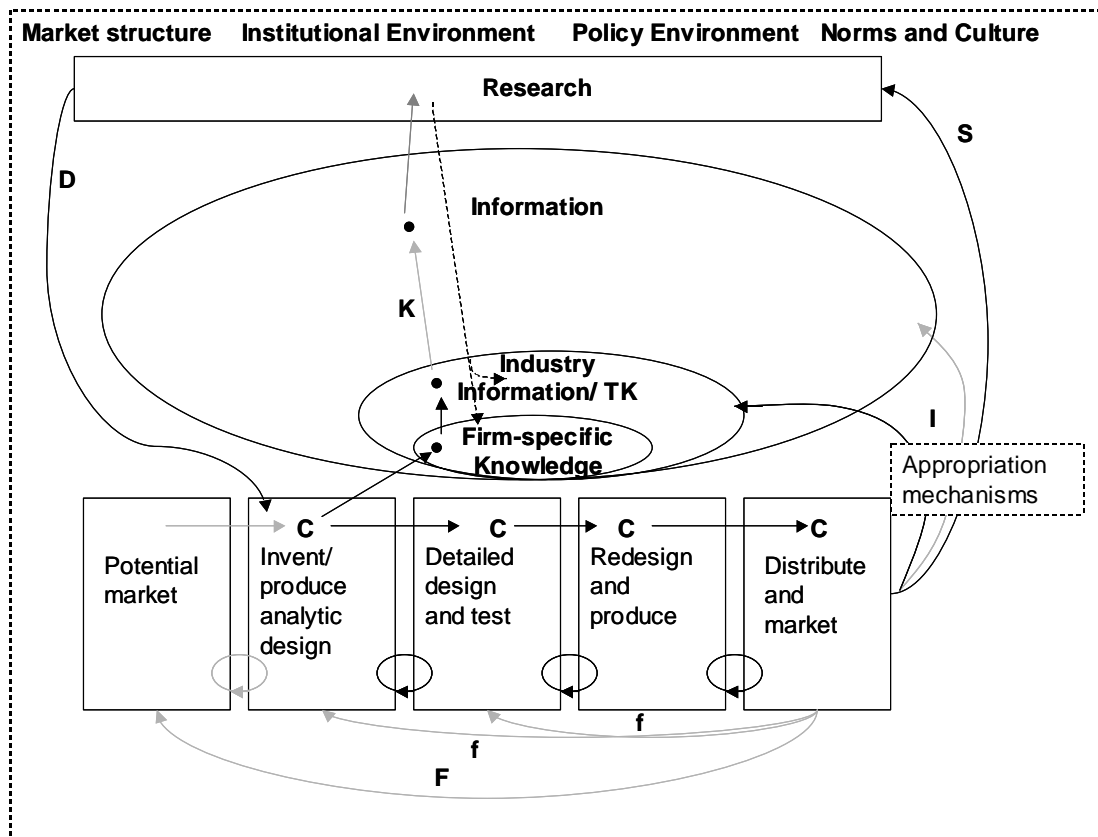 Market structure Institutional Environment Policy Environment Norms and Culture
Research
S
D
Information
K
Industry
Information/ TK
I
Firm-specific
Knowledge
Appropriation
mechanisms
C C C C
Potential
market
Invent/
produce
analytic
design
Detailed
design
and test
Redesign
and
produce
Distribute
and
market
f
f
F